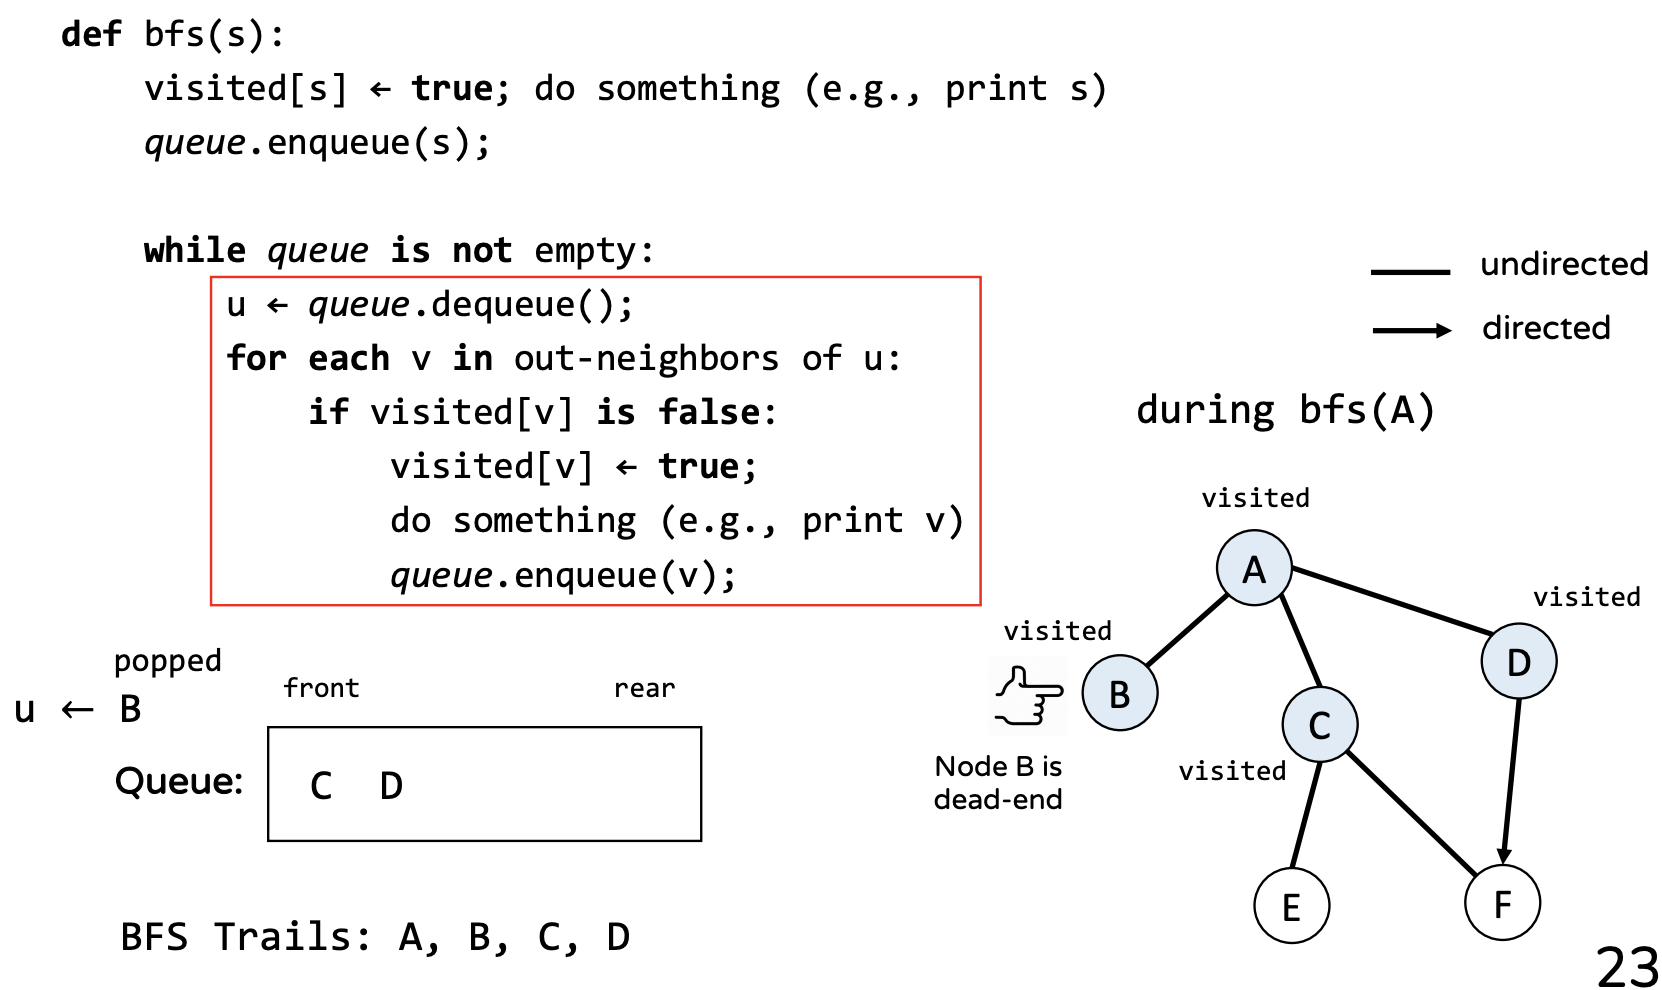 def bfs(s):
visited[s] ← true; do something (e.g., print s)
queue.enqueue(s);
while queue is not empty:
u ← queue.dequeue();
for each v in out-neighbors of u:
if visited[v] is false:
visited[v] ← true;
do something (e.g., print v)
queue.enqueue(v);
undirected
directed
during bfs(A)
visited
A
visited
D
visited
B
Node B is
dead-end
C
visited
E
F
popped
u ← B
front
rear
Queue:
C D
BFS Trails: A, B, C, D
23